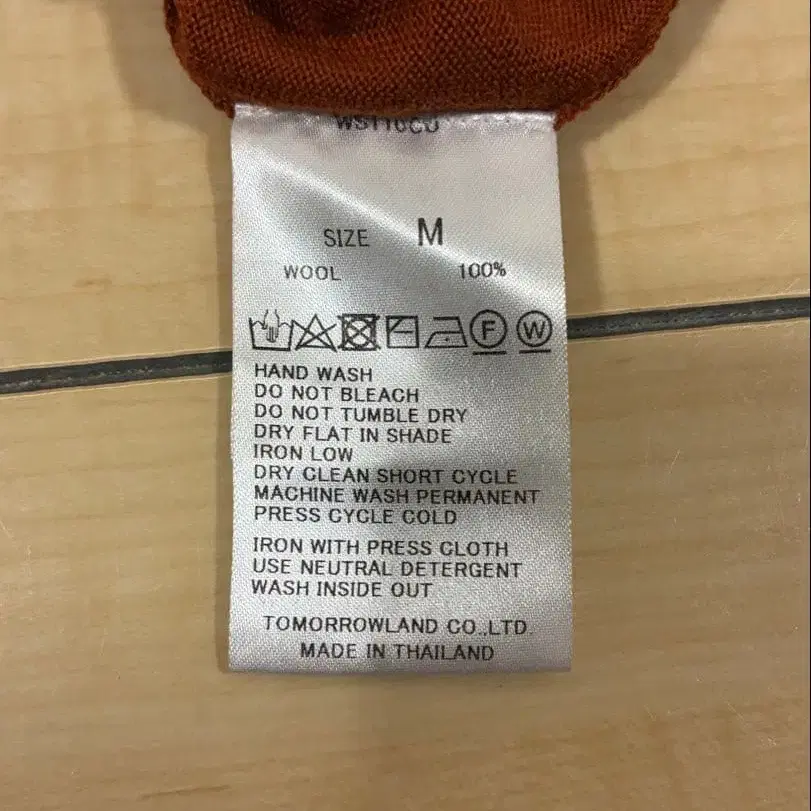 SIZE M
WOOL 100%
F W
HAND WASH
DO NOT BLEACH
DO NOT TUMBLE DRY
DRY FLAT IN SHADE
IRON LOW
DRY CLEAN SHORT CYCLE
MACHINE WASH PERMANENT
PRESS CYCLE COLD
IRON WITH PRESS CLOTH
USE NEUTRAL DETERGENT
WASH INSIDE OUT
TOMORROWLAND CO.,LTD.
MADE IN THAILAND